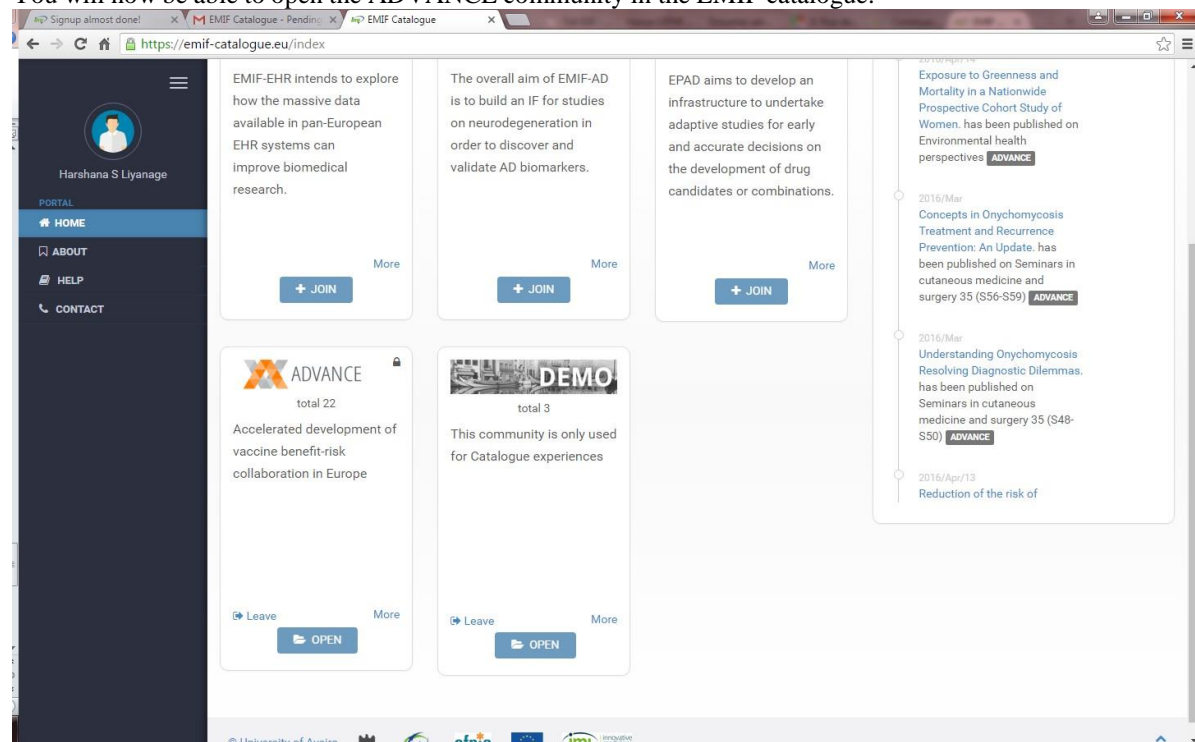 You will now be able to open the ADVANCE community in the EMIF catalogue.
Signup almost done!
EMIF Catalogue - Pending
EMIF Catalogue
https://emif-catalogue.eu/index
Harshana S Liyanage
PORTAL
HOME
ABOUT
HELP
CONTACT
EMIF-EHR intends to explore
how the massive data
available in pan-European
EHR systems can
improve biomedical
research.
More
JOIN
The overall aim of EMIF-AD
is to build an IF for studies
on neurodegeneration in
order to discover and
validate AD biomarkers.
More
JOIN
EPAD aims to develop an
infrastructure to undertake
adaptive studies for early
and accurate decisions on
the development of drug
candidates or combinations.
More
JOIN
ADVANCE
total 22
Accelerated development of
vaccine benefit-risk
collaboration in Europe
Leave More
OPEN
DEMO
total 3
This community is only used
for Catalogue experiences
Leave More
OPEN
2016/Apr/14
Exposure to Greenness and
Mortality in a Nationwide
Prospective Cohort Study of
Women. has been published on
Environmental health
perspectives ADVANCE
2016/Mar
Concepts in Onychomycosis
Treatment and Recurrence
Prevention: An Update. has
been published on Seminars in
cutaneous medicine and
surgery 35 (S56-S59) ADVANCE
2016/Mar
Understanding Onychomycosis
Resolving Diagnostic Dilemmas.
has been published on
Seminars in cutaneous
medicine and surgery 35 (S48-
S50) ADVANCE
2016/Apr/13
Reduction of the risk of
© University of Aveiro
efpia
imi
innovative